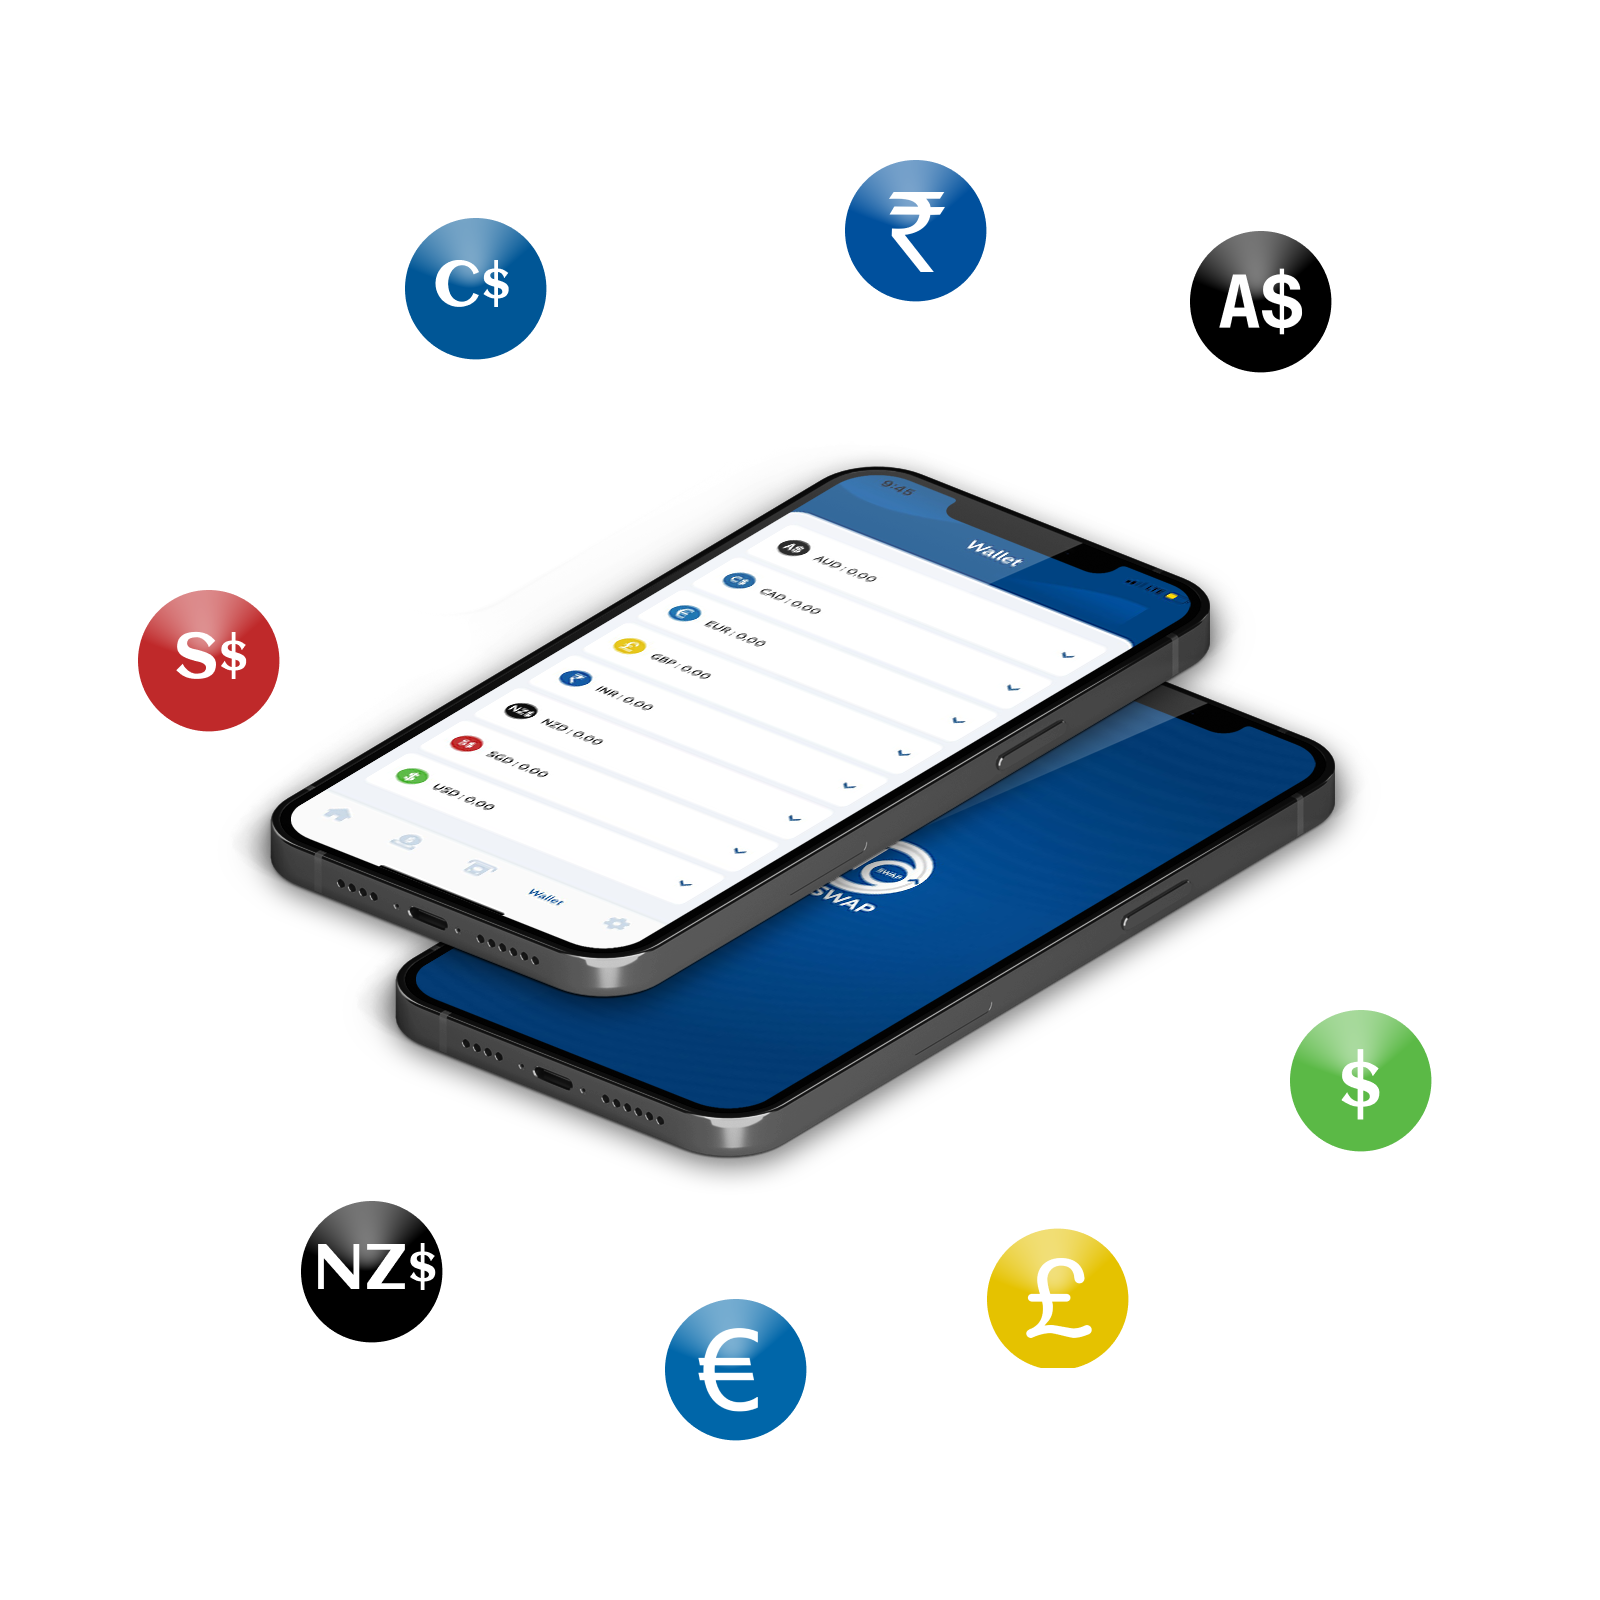 ₹
C$
A$
9:45
LTE
Wallet
A$ AUD : 0.00
C$ CAD : 0.00
€ EUR : 0.00
£ GBP : 0.00
₹ INR : 0.00
NZ$ NZD : 0.00
S$ SGD : 0.00
$ USD : 0.00
Wallet
S$
SWAP
SWAP
$
NZ$
£
€